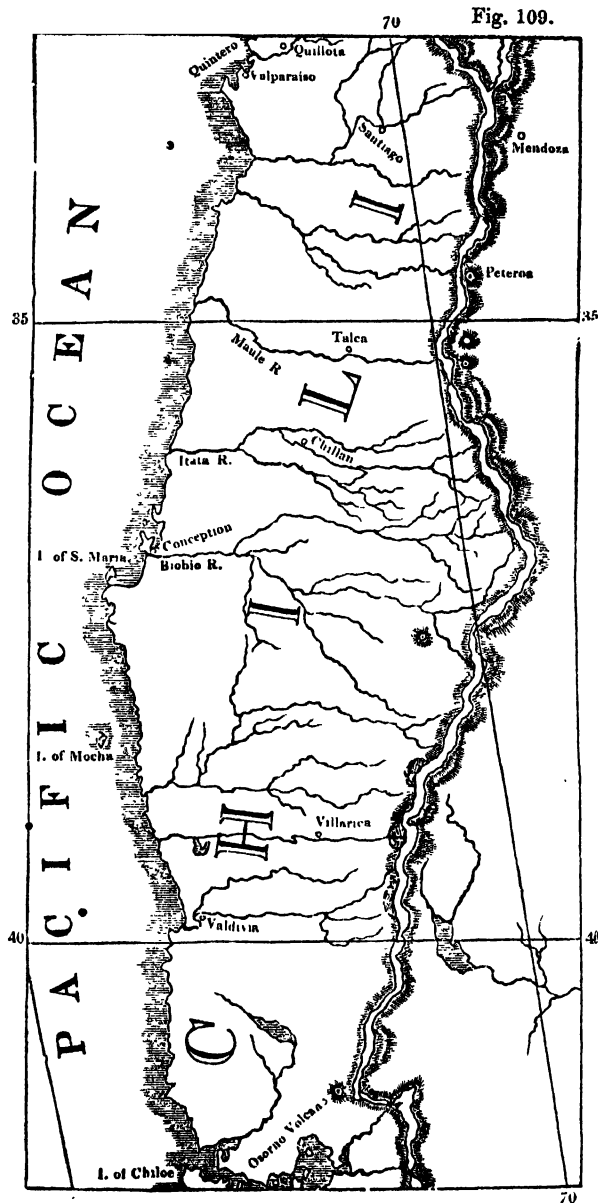 Fig. 109.
70
Quintero
Quillota
Valparaiso
Santiago
Mendoza
Peteroa
35
35
Talca
Maule R
Chillan
Itata R.
Conception
I of S. Maria.
Biobio R.
I. of Mocha
Villarica
Valdivia
40
40
Osorno Volcano
I. of Chiloe
70
PACIFIC OCEAN
CHILI